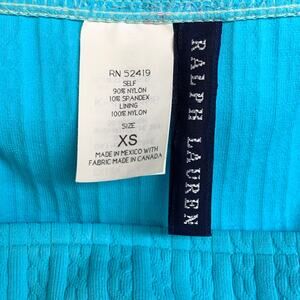 RN 52419
SELF
90% NYLON
10% SPANDEX
LINING
100% NYLON
SIZE
XS
MADE IN MEXICO WITH
FABRIC MADE IN CANADA
RALPH LAUREN